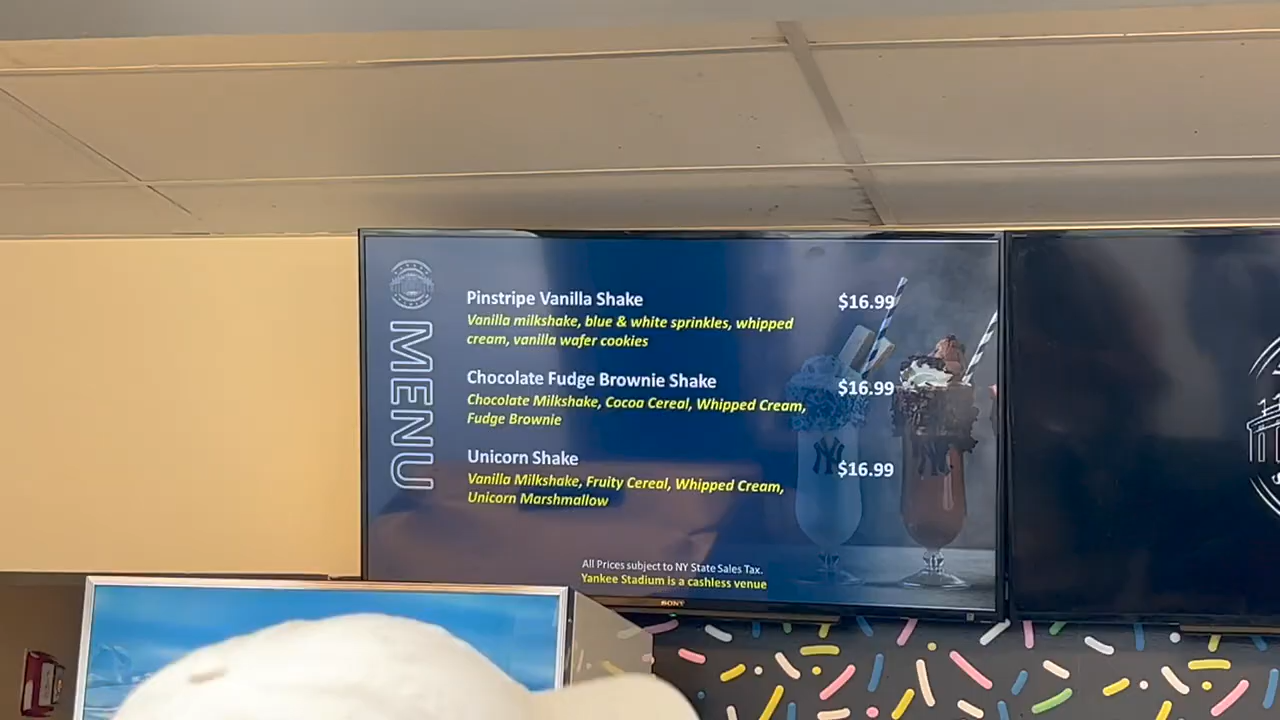 MENU
Pinstripe Vanilla Shake $16.99
Vanilla milkshake, blue & white sprinkles, whipped
cream, vanilla wafer cookies
Chocolate Fudge Brownie Shake $16.99
Chocolate Milkshake, Cocoa Cereal, Whipped Cream,
Fudge Brownie
Unicorn Shake $16.99
Vanilla Milkshake, Fruity Cereal, Whipped Cream,
Unicorn Marshmallow
NY NY
All Prices subject to NY State Sales Tax.
Yankee Stadium is a cashless venue
SONY